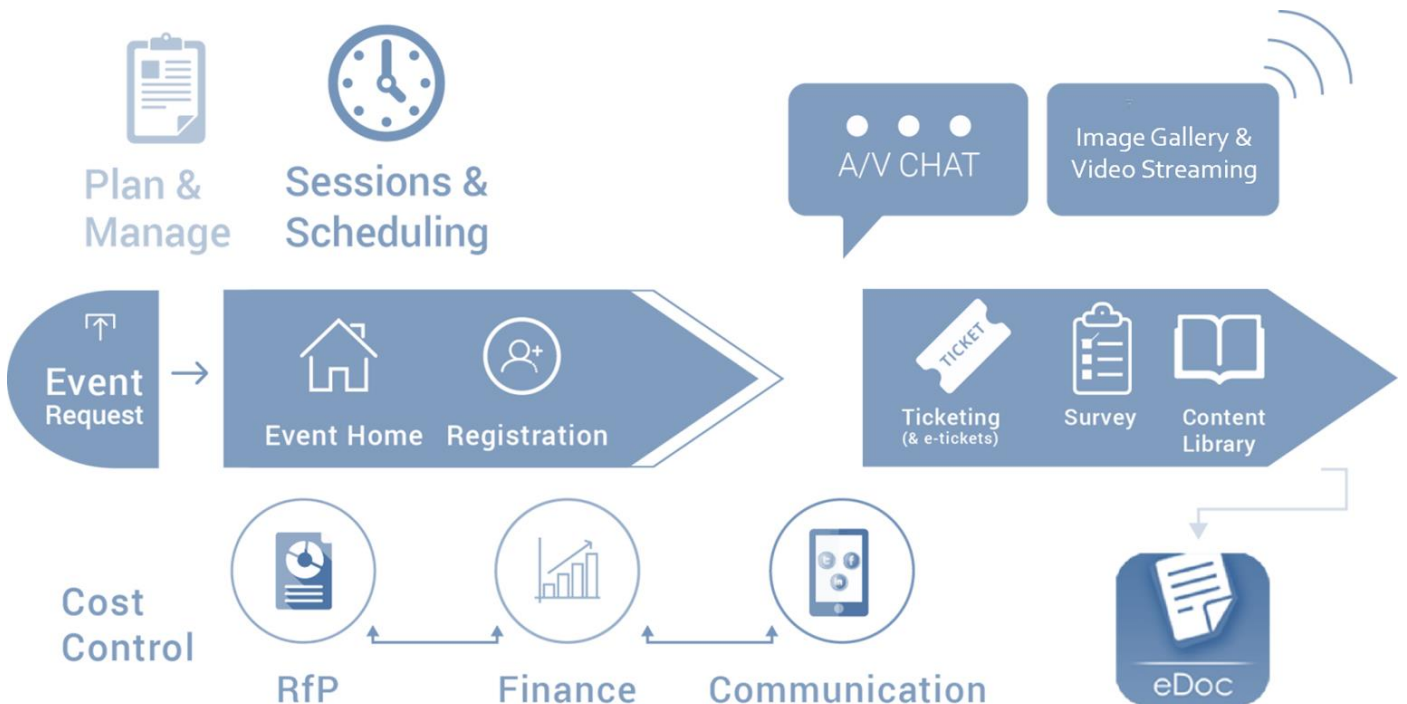 Plan &
Manage
Sessions &
Scheduling
A/V CHAT
Image Gallery &
Video Streaming
Event
Request
Event Home
Registration
TICKET
Ticketing
(& e-tickets)
Survey
Content
Library
Cost
Control
RfP
Finance
Communication
eDoc